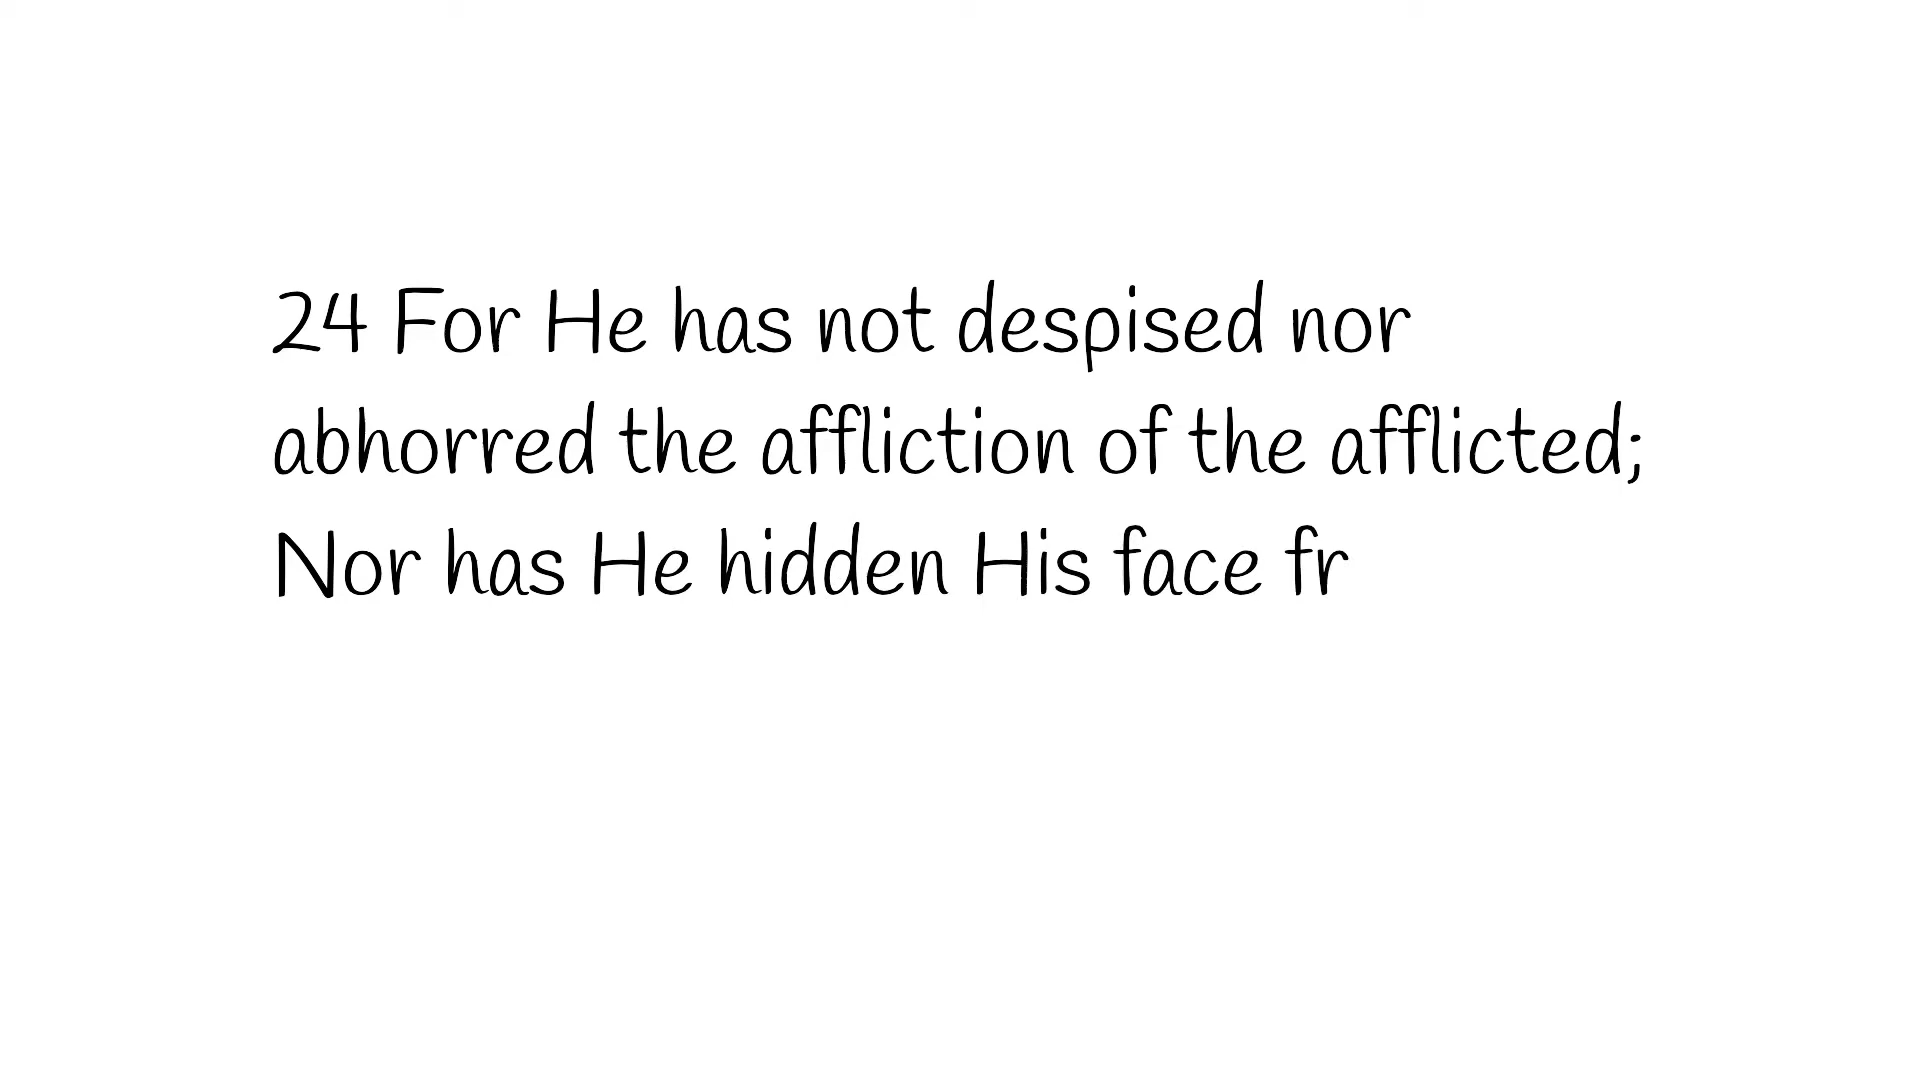 24 For He has not despised nor
abhorred the affliction of the afflicted;
Nor has He hidden His face fr